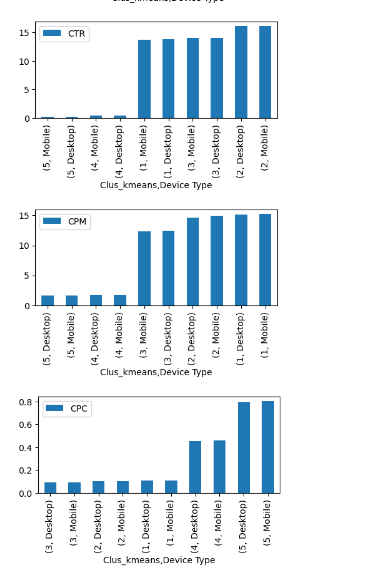 Clus_kmeans,Device Type
15
10
5
0
CTR
(5, Mobile)
(5, Desktop)
(4, Mobile)
(4, Desktop)
(1, Mobile)
(1, Desktop)
(3, Mobile)
(3, Desktop)
(2, Desktop)
(2, Mobile)
Clus_kmeans,Device Type
15
10
5
0
CPM
(5, Desktop)
(5, Mobile)
(4, Desktop)
(4, Mobile)
(3, Mobile)
(3, Desktop)
(2, Desktop)
(2, Mobile)
(1, Desktop)
(1, Mobile)
Clus_kmeans,Device Type
0.8
0.6
0.4
0.2
0.0
CPC
(3, Desktop)
(3, Mobile)
(2, Desktop)
(2, Mobile)
(1, Desktop)
(1, Mobile)
(4, Desktop)
(4, Mobile)
(5, Desktop)
(5, Mobile)
Clus_kmeans,Device Type